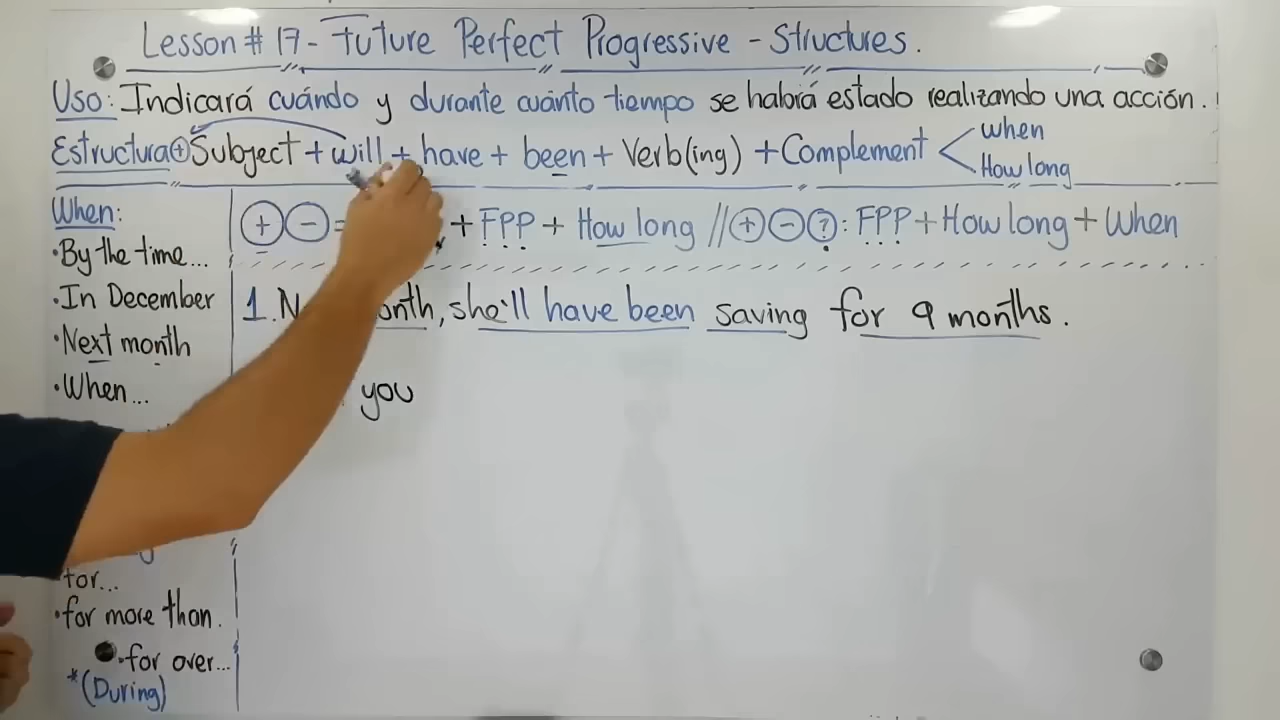 Lesson # 17 - Future Perfect Progressive - Structures.
Uso: Indicará cuándo y durante cuánto tiempo se habrá estado realizando una acción.
Estructura + Subject + will + have + been + Verb(ing) + Complement < when
How long
When:
+ - = + FPP + How long // + - ?: FPP + How long + When
•By the time...
•In December
•Next month
•When...
1. month, she'll have been saving for 9 months.
you
for...
•for more than.
•for over...
*(During)